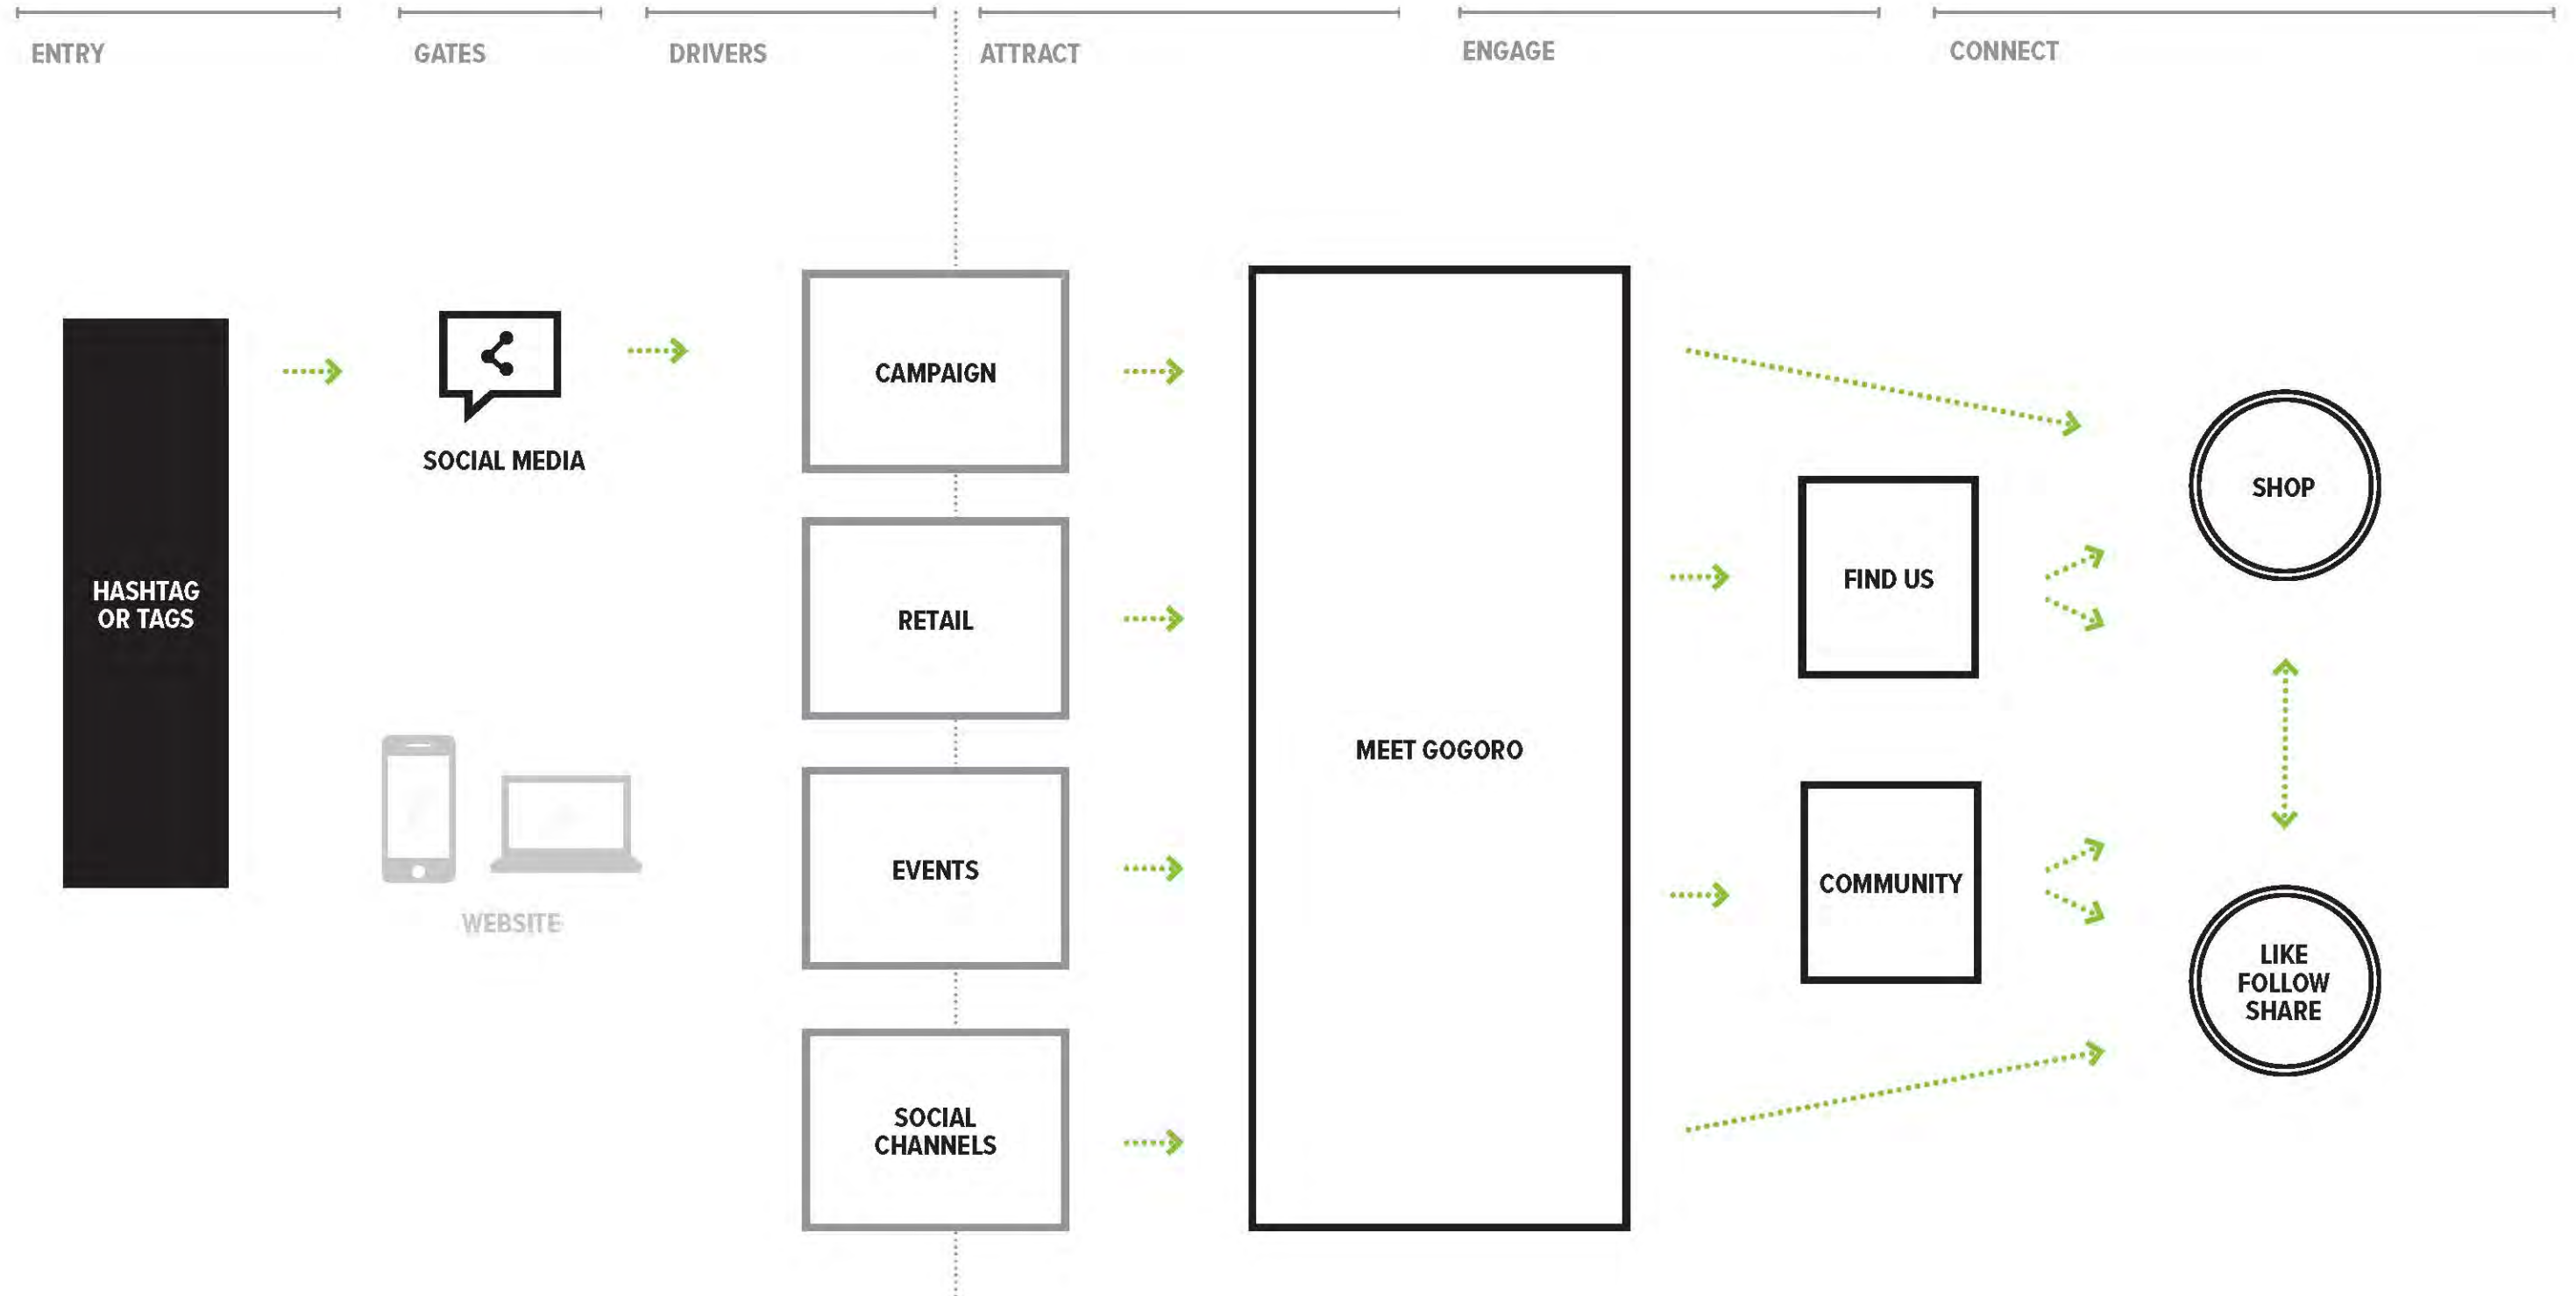 ENTRY
GATES
DRIVERS
ATTRACT
ENGAGE
CONNECT
HASHTAG
OR TAGS
SOCIAL MEDIA
WEBSITE
CAMPAIGN
RETAIL
EVENTS
SOCIAL
CHANNELS
MEET GOGORO
FIND US
COMMUNITY
SHOP
LIKE
FOLLOW
SHARE